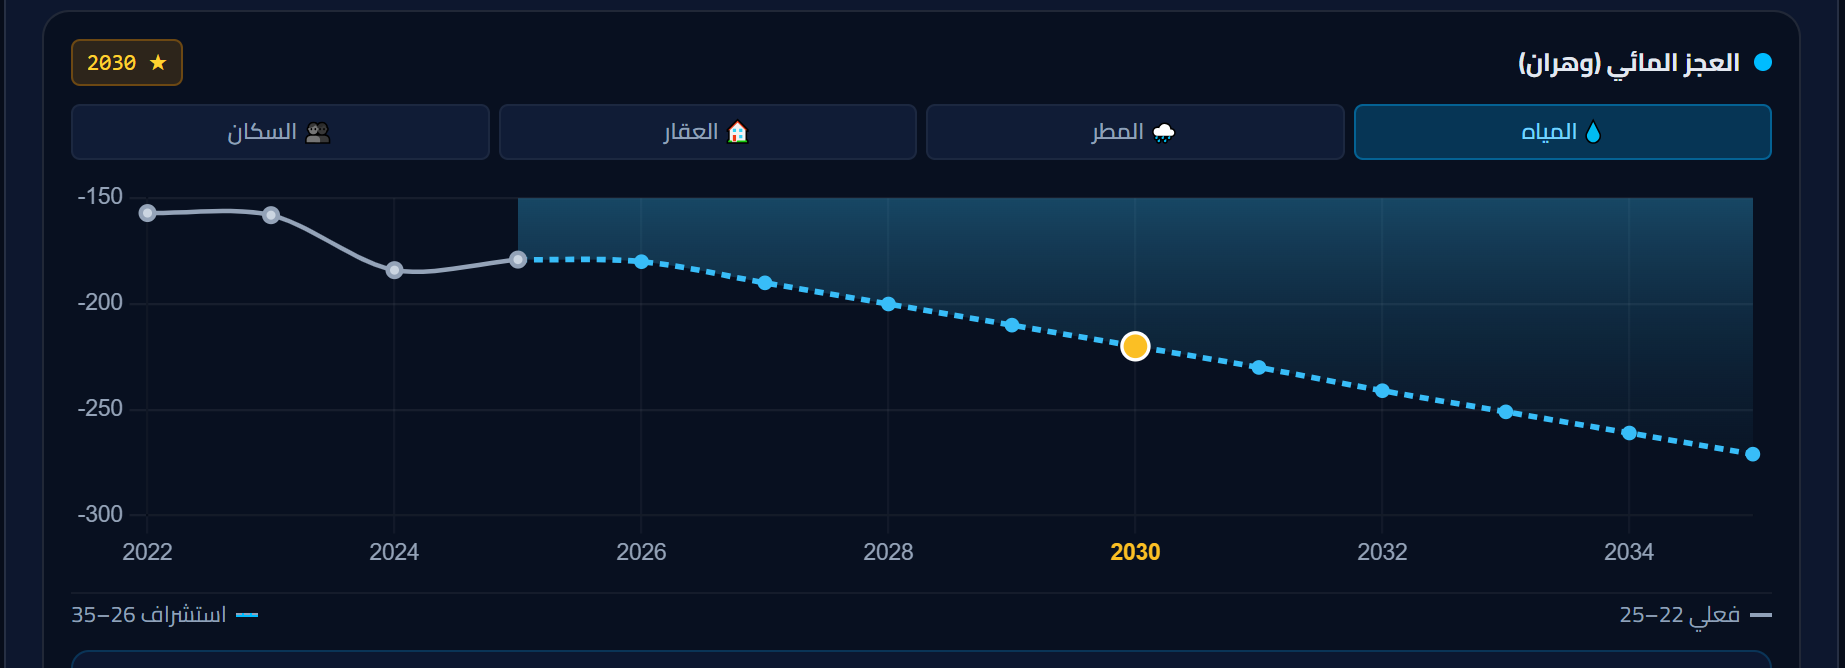 العجز المائي (وهران)
★ 2030
المياه
المطر
العقار
السكان
-150
-200
-250
-300
2022 2024 2026 2028 2030 2032 2034
فعلي 22–25
استشراف 26–35